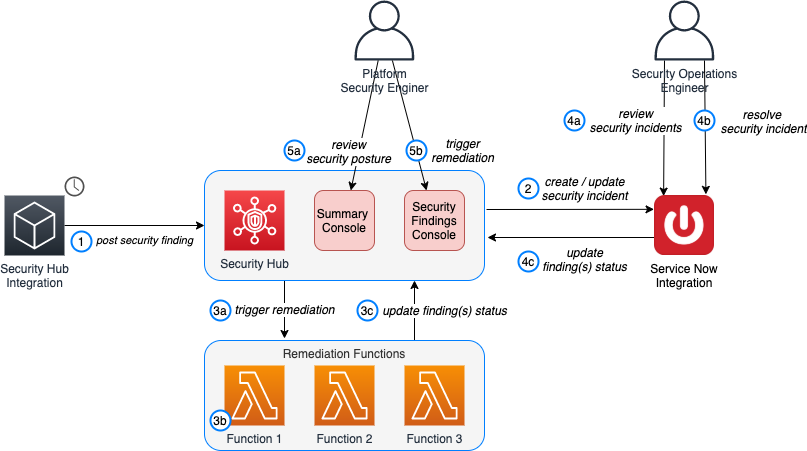 Platform
Security Enginer
Security Operations
Engineer
5a
review
security posture
5b
trigger
remediation
4a
review
security incidents
4b
resolve
security incident
1
post security finding
Security Hub
Integration
Security Hub
Summary
Console
Security
Findings
Console
2
create / update
security incident
4c
update
finding(s) status
Service Now
Integration
3a
trigger remediation
3c
update finding(s) status
Remediation Functions
3b
Function 1
Function 2
Function 3